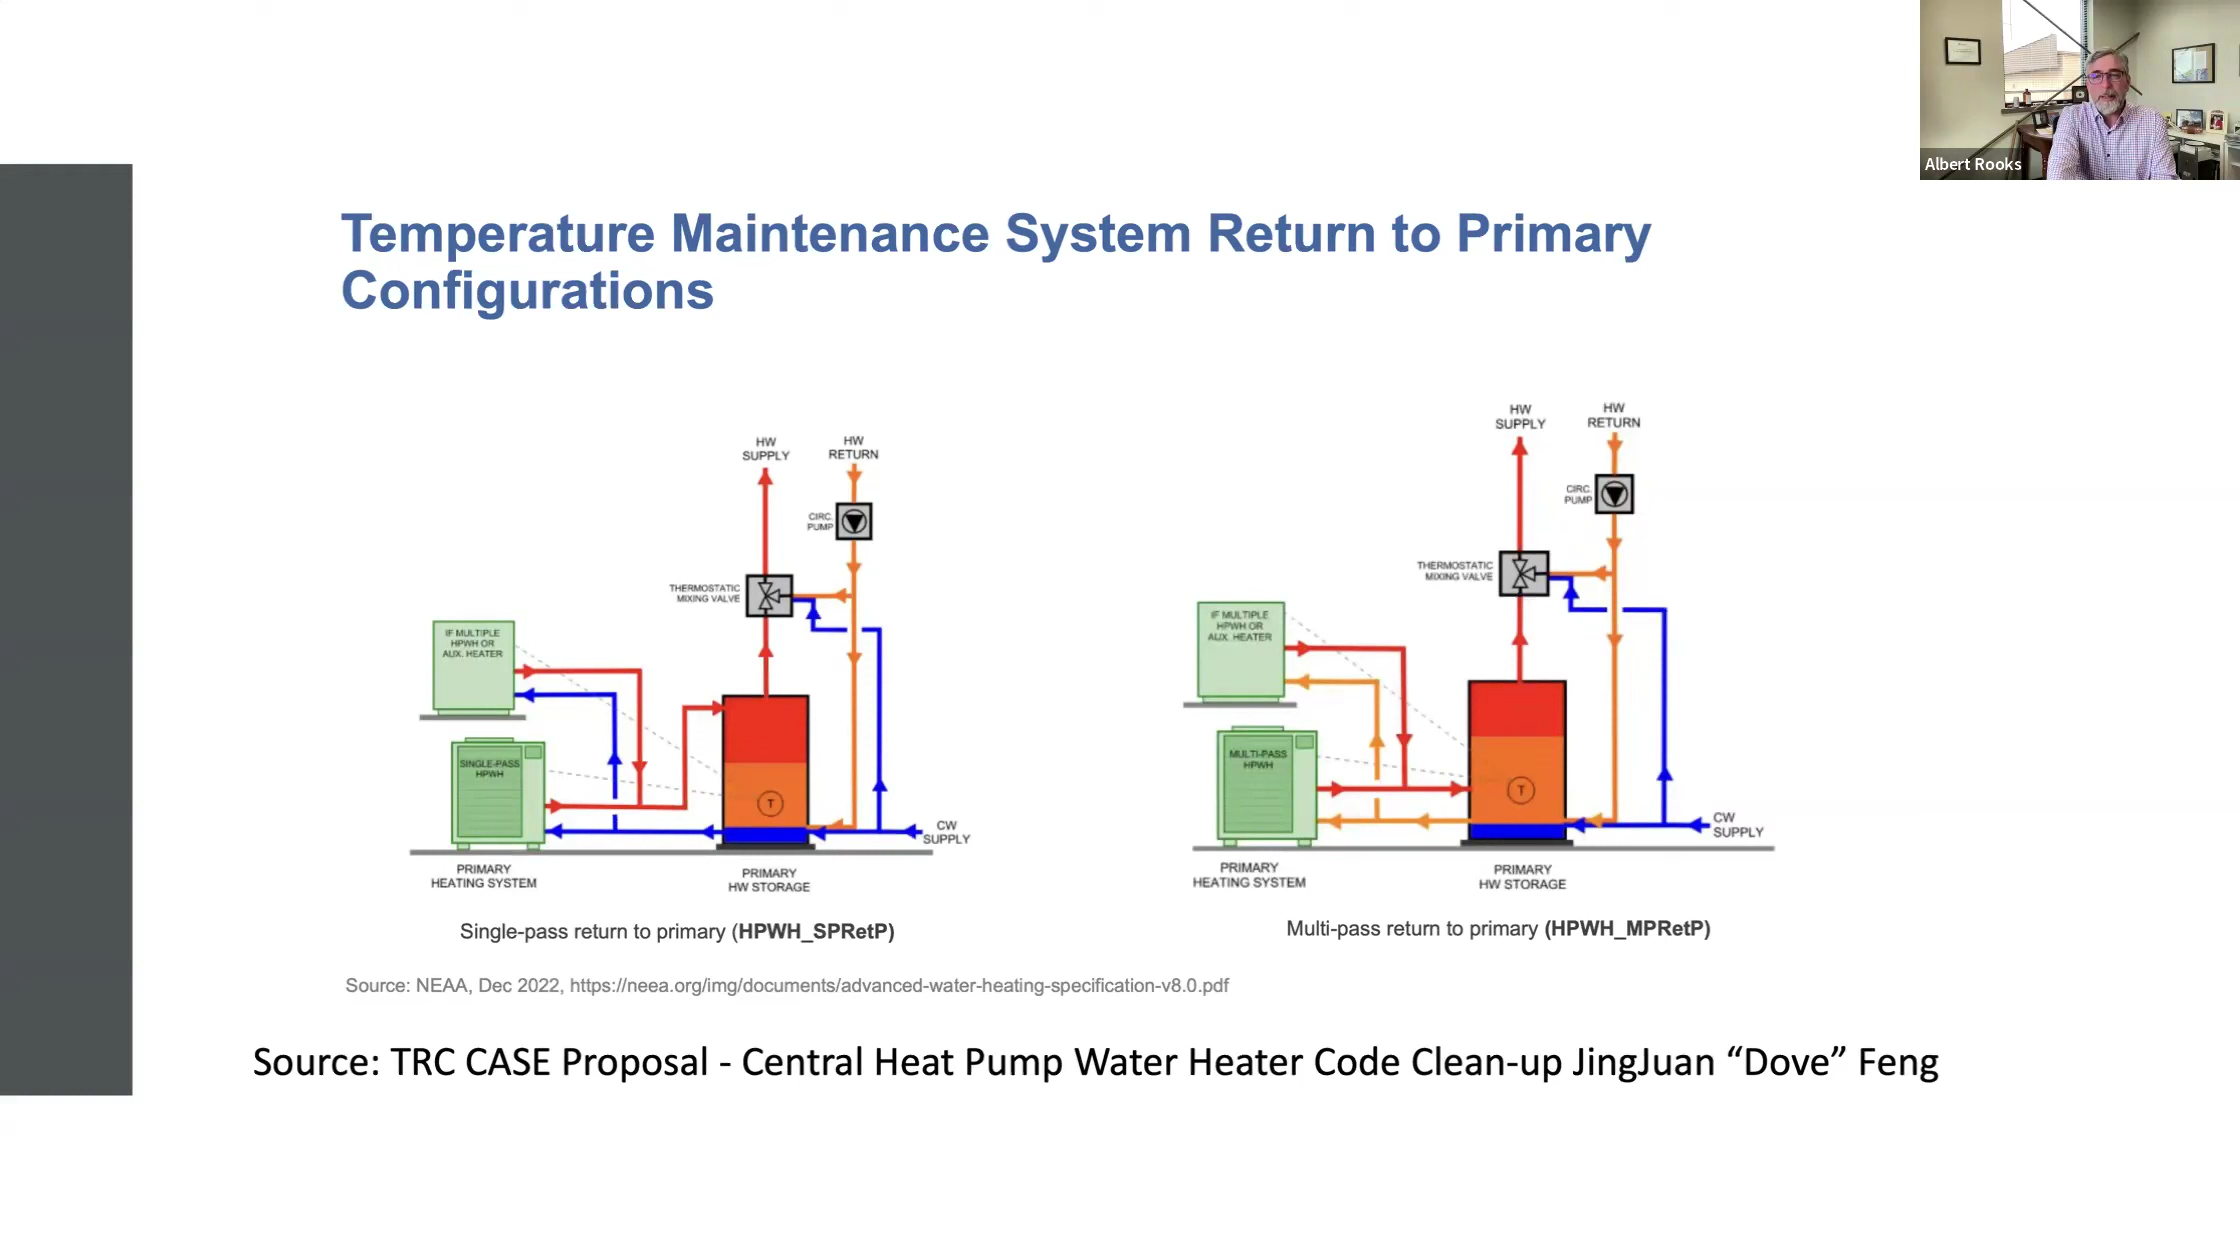 Albert Rooks
Temperature Maintenance System Return to Primary
Configurations
HW
SUPPLY
HW
RETURN
CIRC.
PUMP
THERMOSTATIC
MIXING VALVE
IF MULTIPLE
HPWH OR
AUX. HEATER
SINGLE-PASS
HPWH
T
CW
SUPPLY
PRIMARY
HEATING SYSTEM
PRIMARY
HW STORAGE
Single-pass return to primary (HPWH_SPRetP)
HW
SUPPLY
HW
RETURN
CIRC.
PUMP
THERMOSTATIC
MIXING VALVE
IF MULTIPLE
HPWH OR
AUX. HEATER
MULTI-PASS
HPWH
T
CW
SUPPLY
PRIMARY
HEATING SYSTEM
PRIMARY
HW STORAGE
Multi-pass return to primary (HPWH_MPRetP)
Source: NEAA, Dec 2022, https://neea.org/img/documents/advanced-water-heating-specification-v8.0.pdf
Source: TRC CASE Proposal - Central Heat Pump Water Heater Code Clean-up JingJuan “Dove” Feng